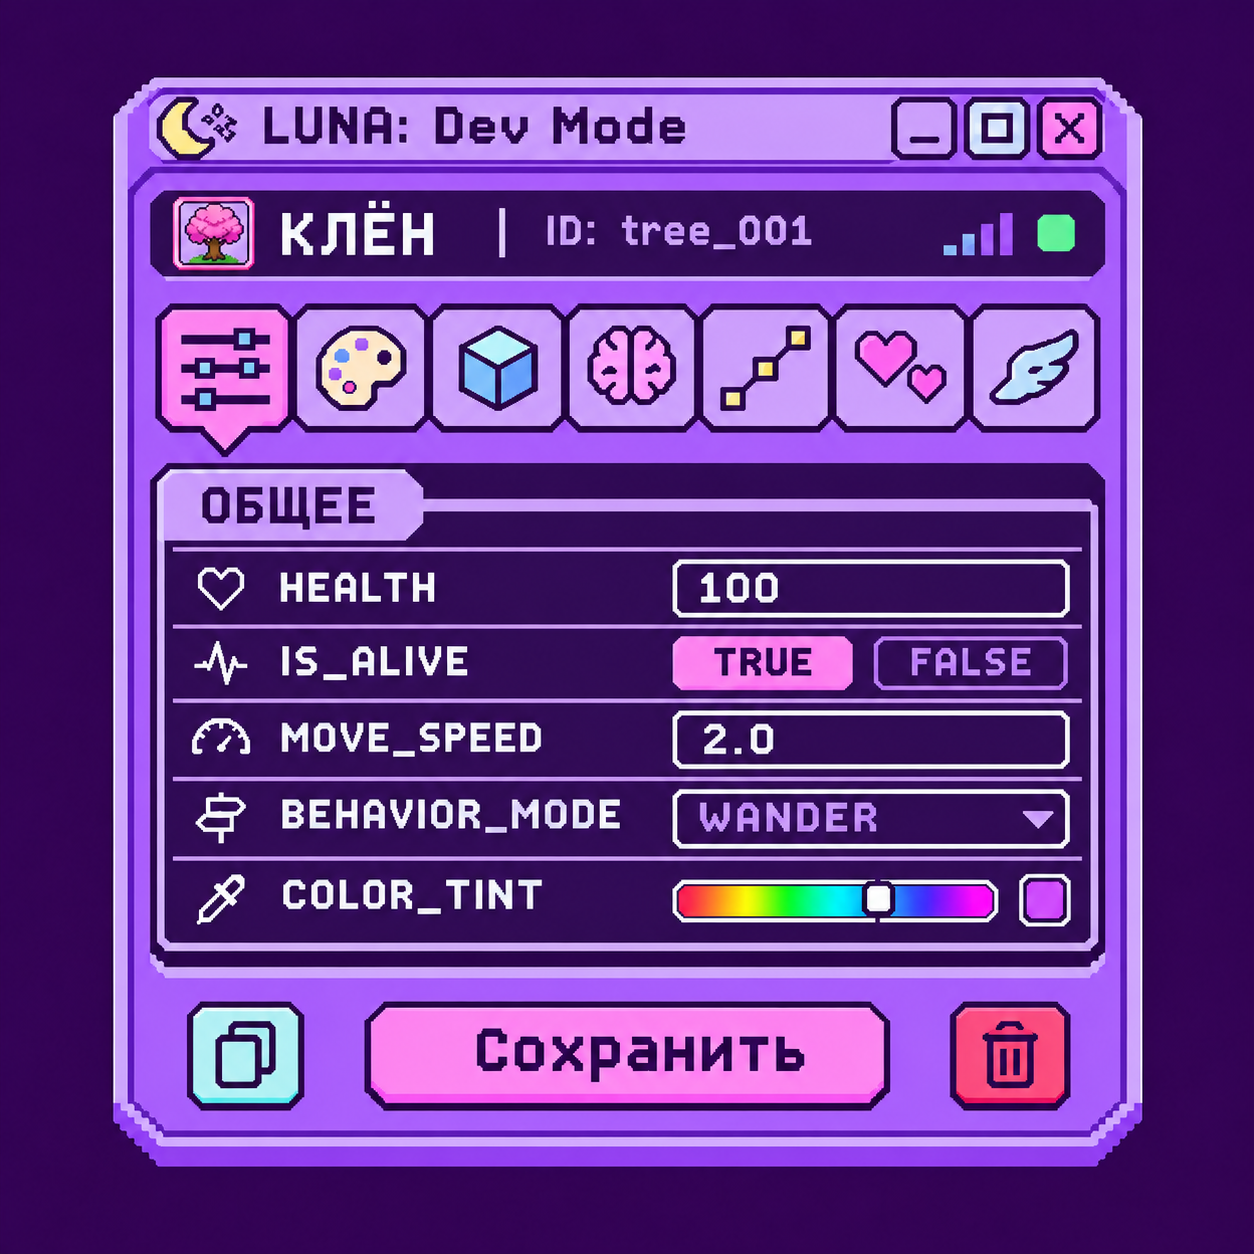 LUNA: Dev Mode
КЛЁН | ID: tree_001
ОБЩЕЕ
HEALTH 100
IS_ALIVE TRUE FALSE
MOVE_SPEED 2.0
BEHAVIOR_MODE WANDER
COLOR_TINT
Сохранить